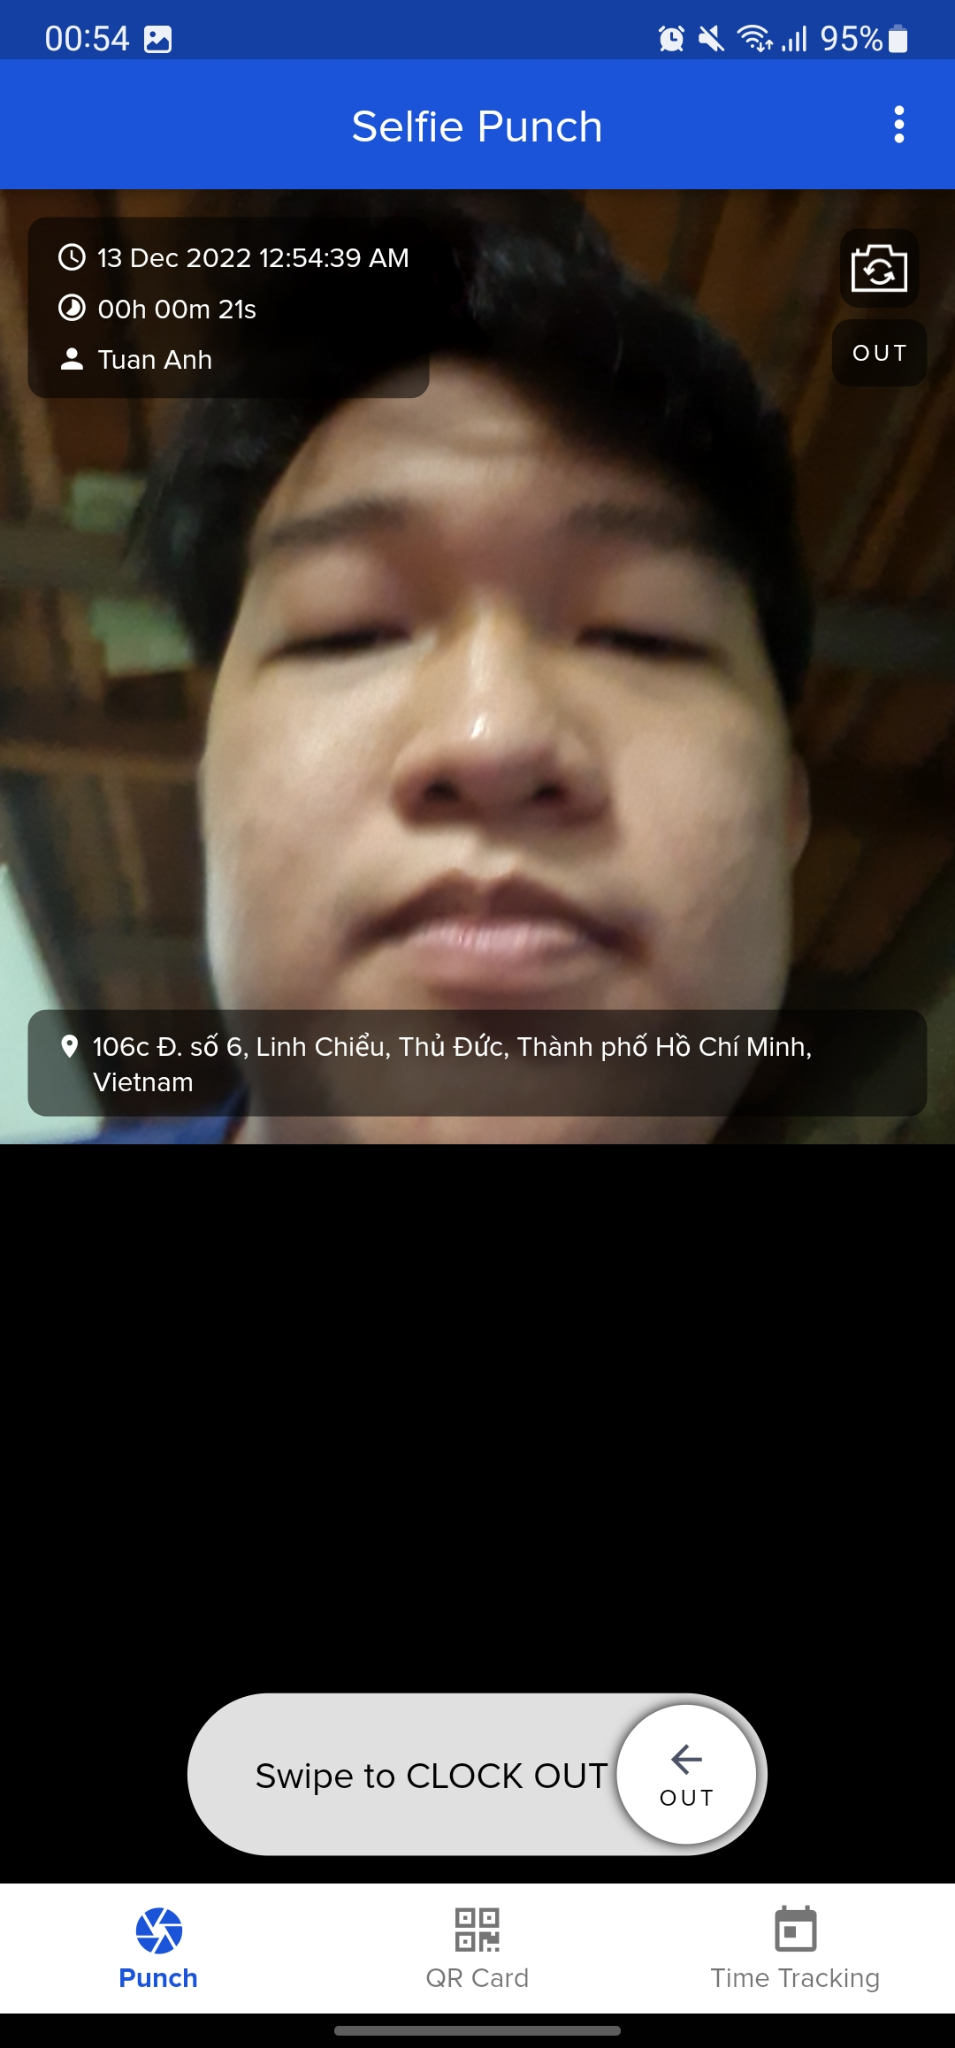 00:54 95%
Selfie Punch
13 Dec 2022 12:54:39 AM
00h 00m 21s
Tuan Anh
OUT
106c Đ. số 6, Linh Chiểu, Thủ Đức, Thành phố Hồ Chí Minh,
Vietnam
Swipe to CLOCK OUT
OUT
Punch QR Card Time Tracking